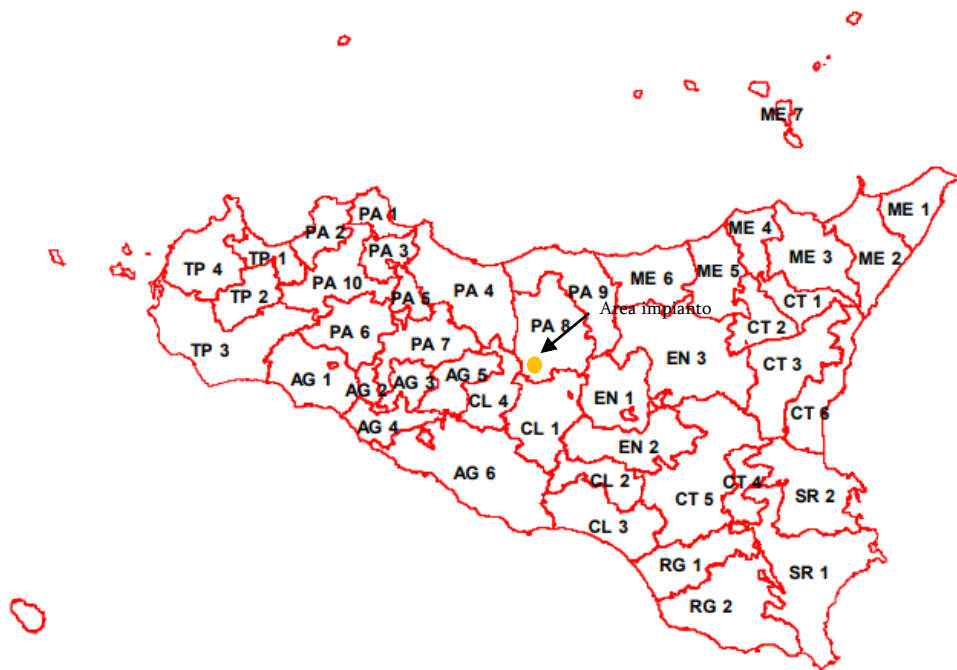 ME 7
PA 1
ME 1
PA 2
ME 4
PA 3
TP 1
ME 3
ME 2
TP 4
ME 5
ME 6
PA 10
PA 4
PA 9
TP 2
PA 5
CT 1
Area impianto
PA 8
CT 2
PA 6
TP 3
PA 7
EN 3
CT 3
AG 1
AG 2
AG 3
AG 5
CL 4
EN 1
CT 6
AG 4
CL 1
EN 2
AG 6
CL 2
CT 4
CT 5
SR 2
CL 3
RG 1
SR 1
RG 2